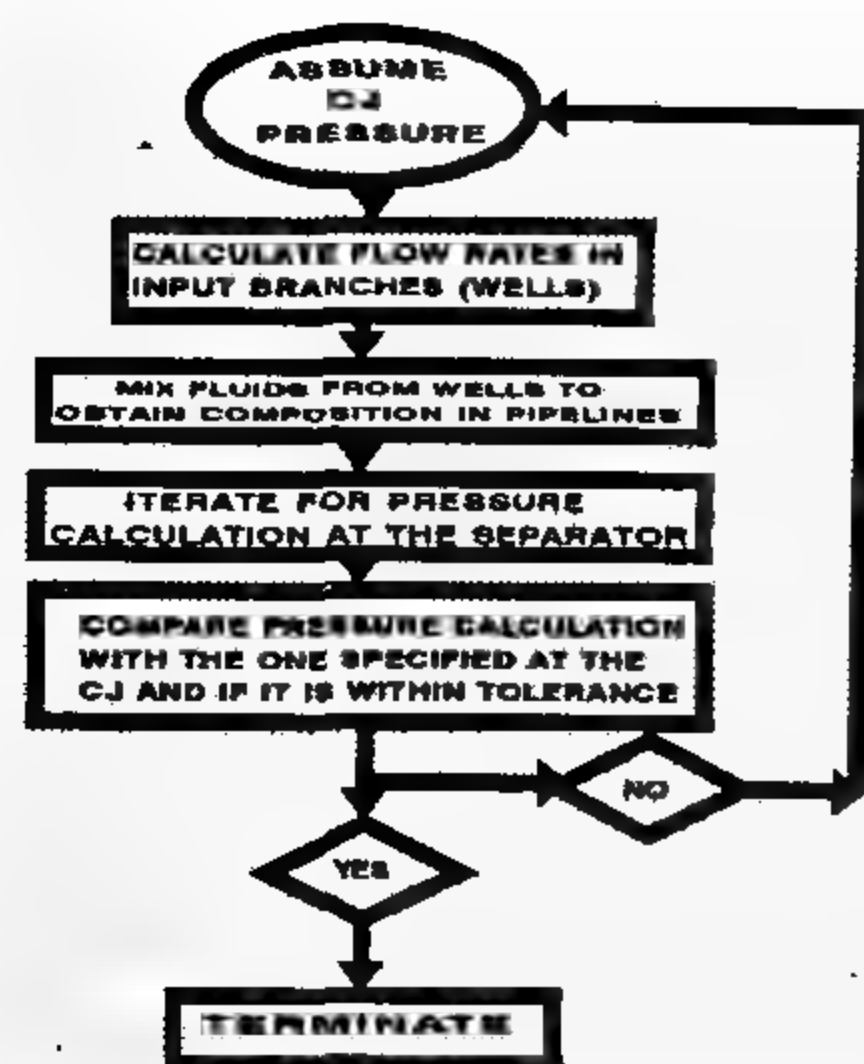 ASSUME
CJ
PRESSURE
CALCULATE FLOW RATES IN
INPUT BRANCHES (WELLS)
MIX FLUIDS FROM WELLS TO
OBTAIN COMPOSITION IN PIPELINES
ITERATE FOR PRESSURE
CALCULATION AT THE SEPARATOR
COMPARE PRESSURE CALCULATION
WITH THE ONE SPECIFIED AT THE
CJ AND IF IT IS WITHIN TOLERANCE
NO
YES
TERMINATE